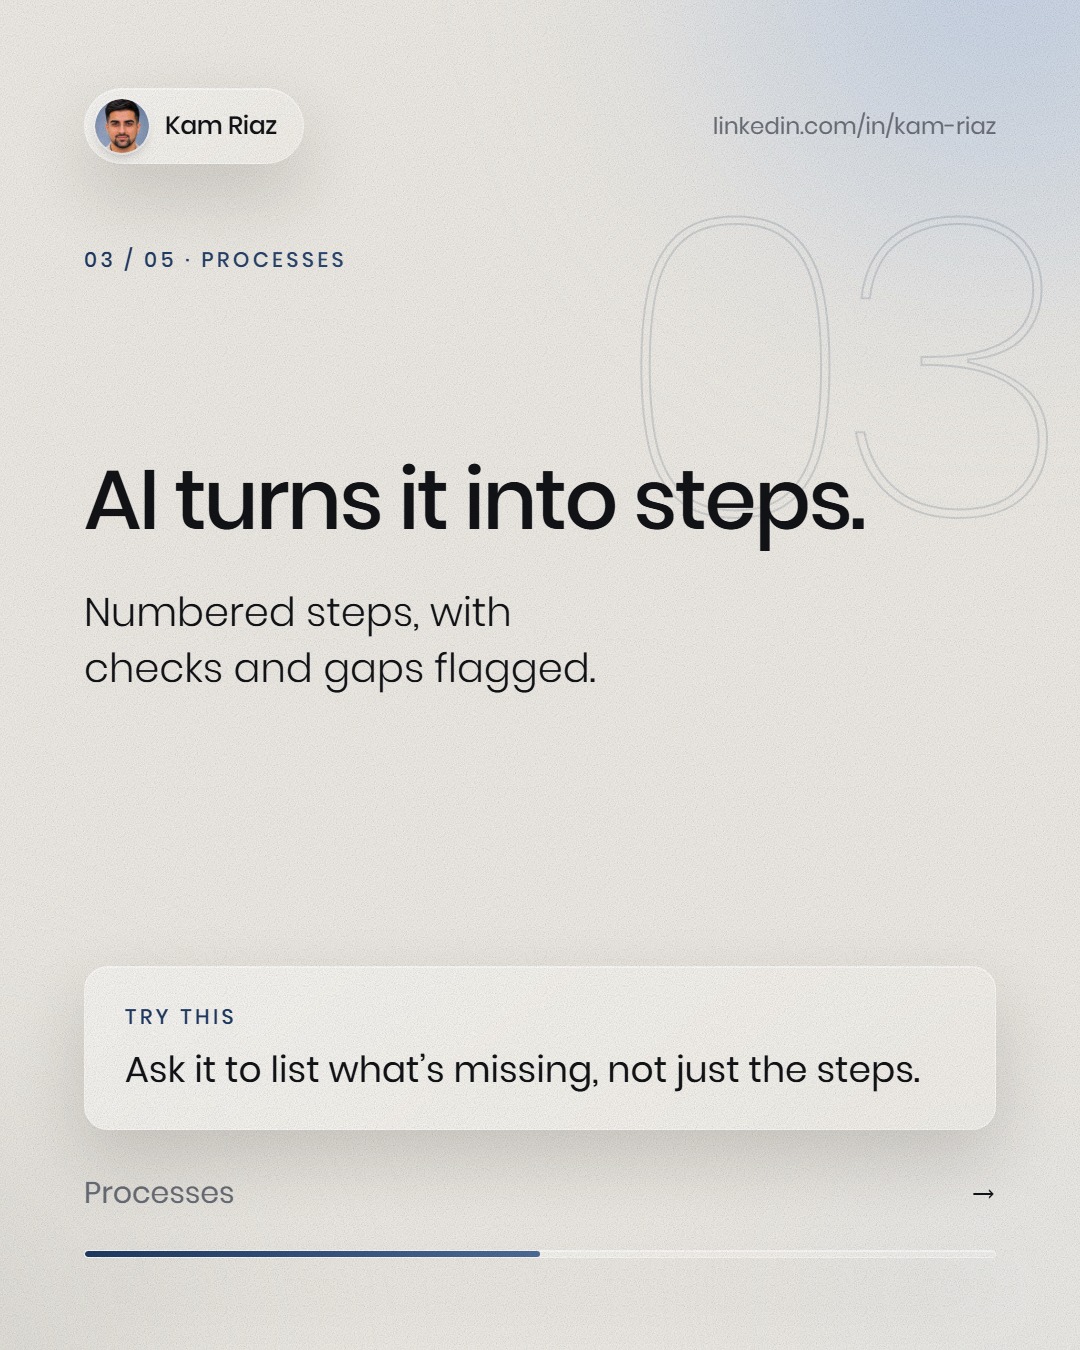 Kam Riaz
linkedin.com/in/kam-riaz
03 / 05 · PROCESSES
03
AI turns it into steps.
Numbered steps, with
checks and gaps flagged.
TRY THIS
Ask it to list what’s missing, not just the steps.
Processes →